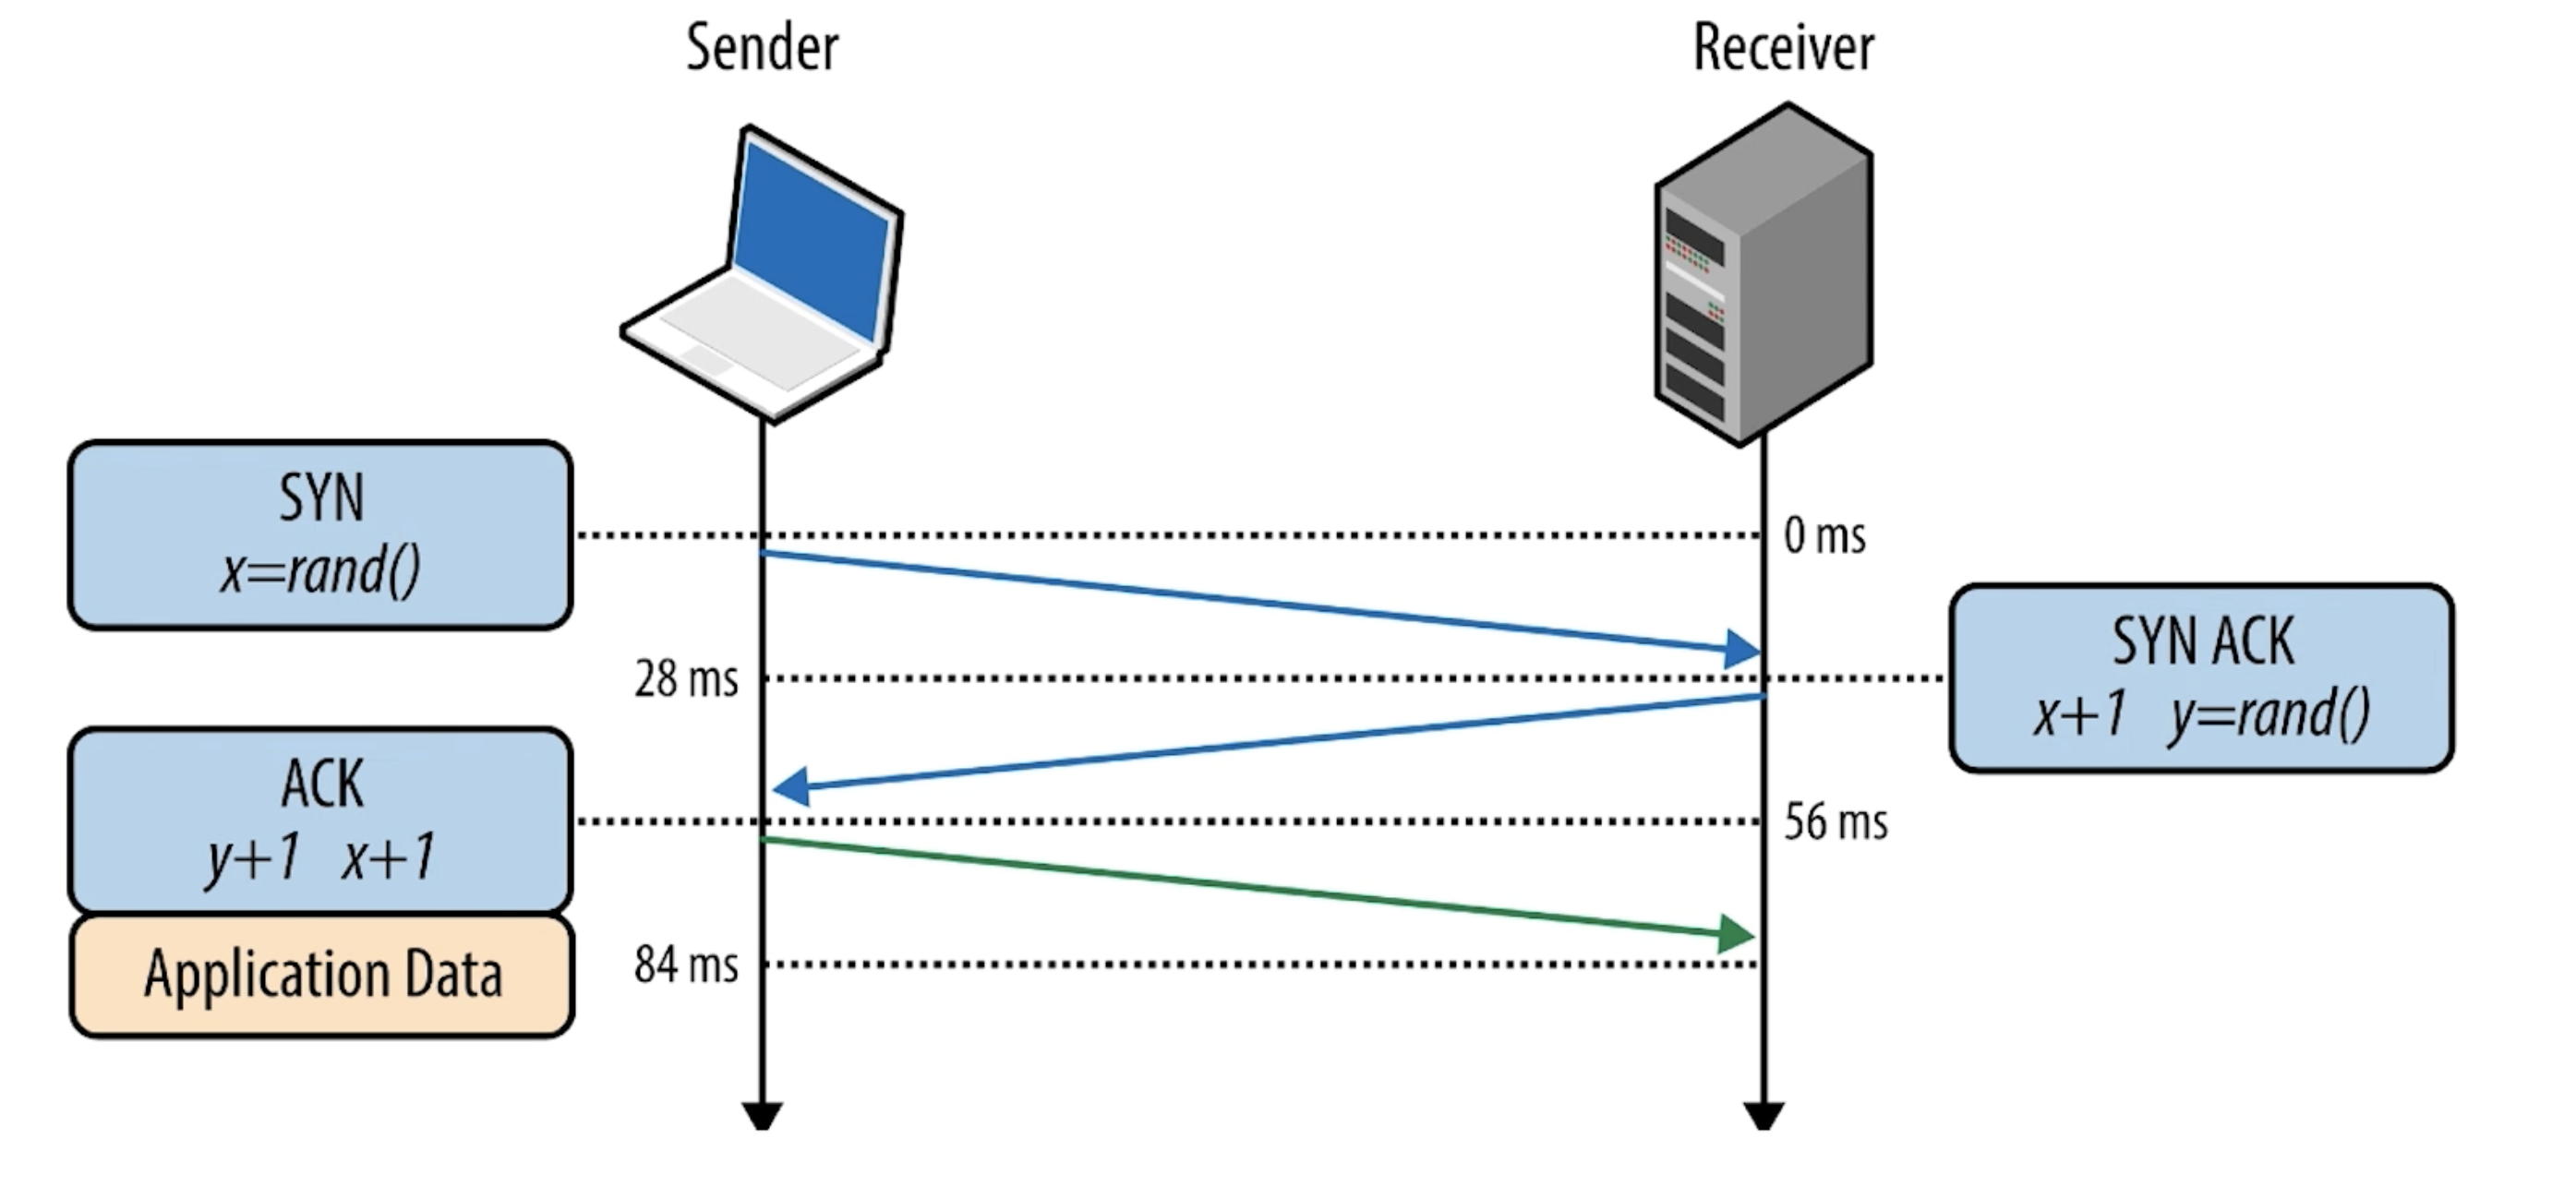 Sender
Receiver
SYN
x=rand()
0 ms
28 ms
SYN ACK
x+1 y=rand()
ACK
y+1 x+1
56 ms
Application Data
84 ms